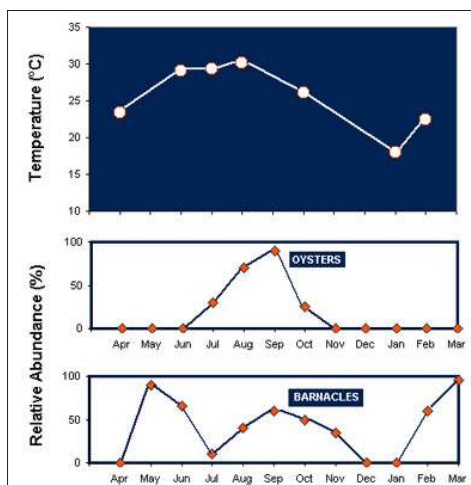 Temperature (°C)
35
30
25
20
15
10
Relative Abundance (%)
100
50
0
OYSTERS
Apr May Jun Jul Aug Sep Oct Nov Dec Jan Feb Mar
100
50
0
BARNACLES
Apr May Jun Jul Aug Sep Oct Nov Dec Jan Feb Mar